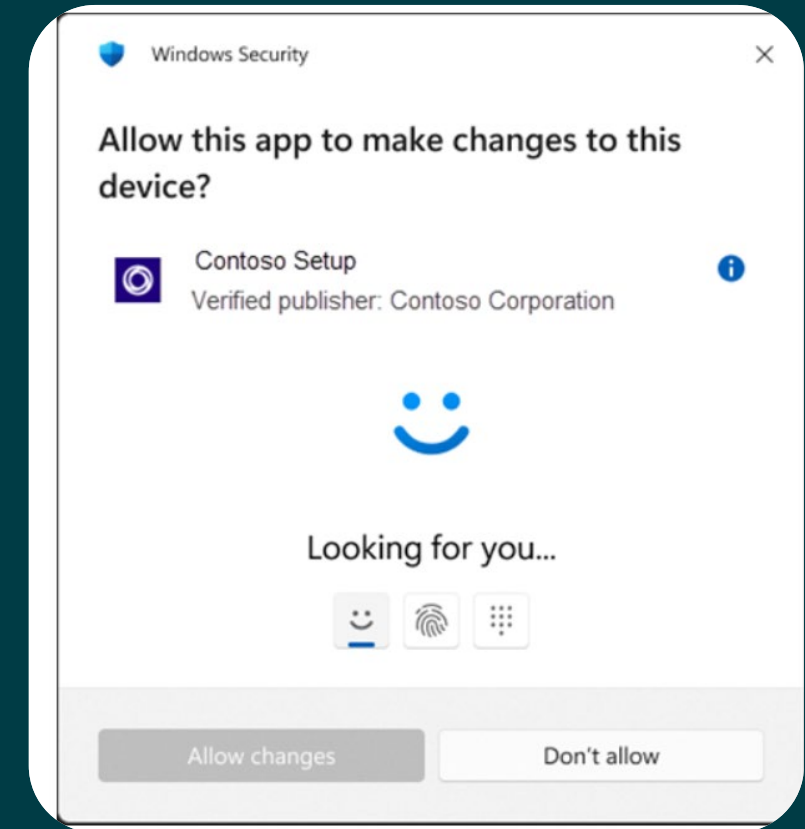 Windows Security
Allow this app to make changes to this
device?
Contoso Setup
Verified publisher: Contoso Corporation
Looking for you...
Allow changes
Don't allow